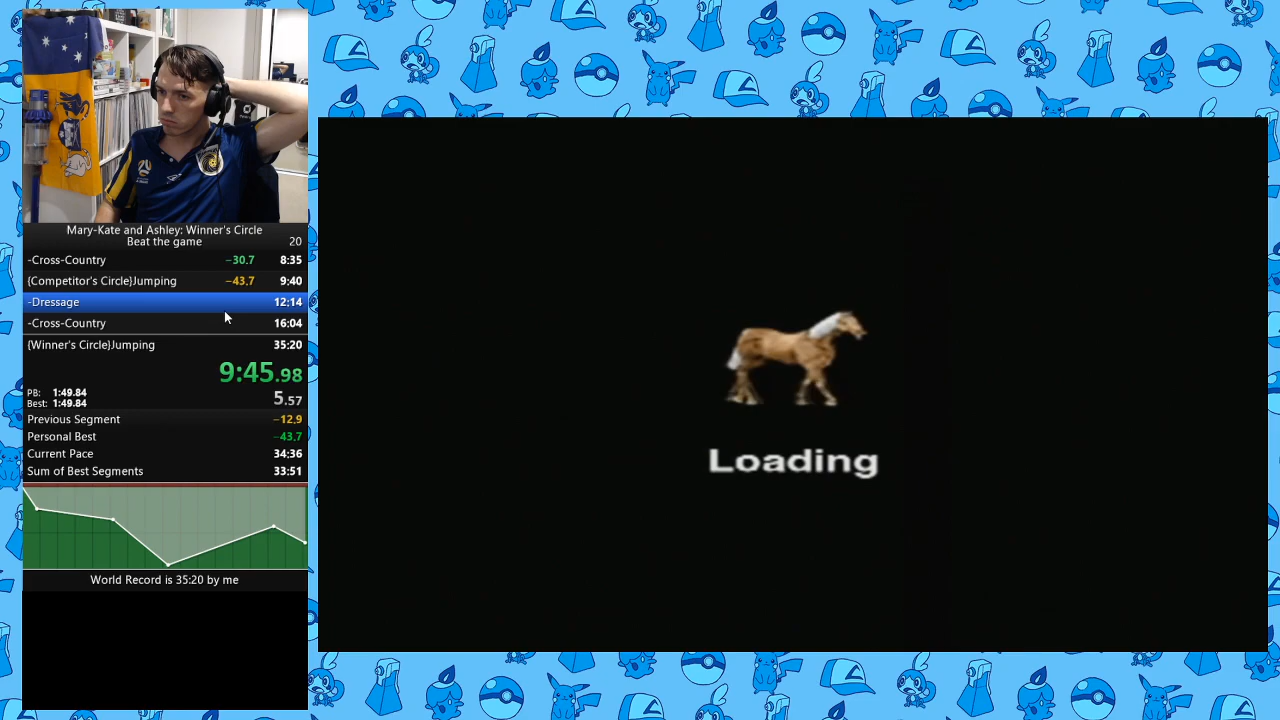 Mary-Kate and Ashley: Winner's Circle
Beat the game 20
-Cross-Country -30.7 8:35
{Competitor's Circle}Jumping -43.7 9:40
-Dressage 12:14
-Cross-Country 16:04
{Winner's Circle}Jumping 35:20
9:45.98
PB: 1:49.84
Best: 1:49.84 5.57
Previous Segment -12.9
Personal Best -43.7
Current Pace 34:36
Sum of Best Segments 33:51
World Record is 35:20 by me
Loading